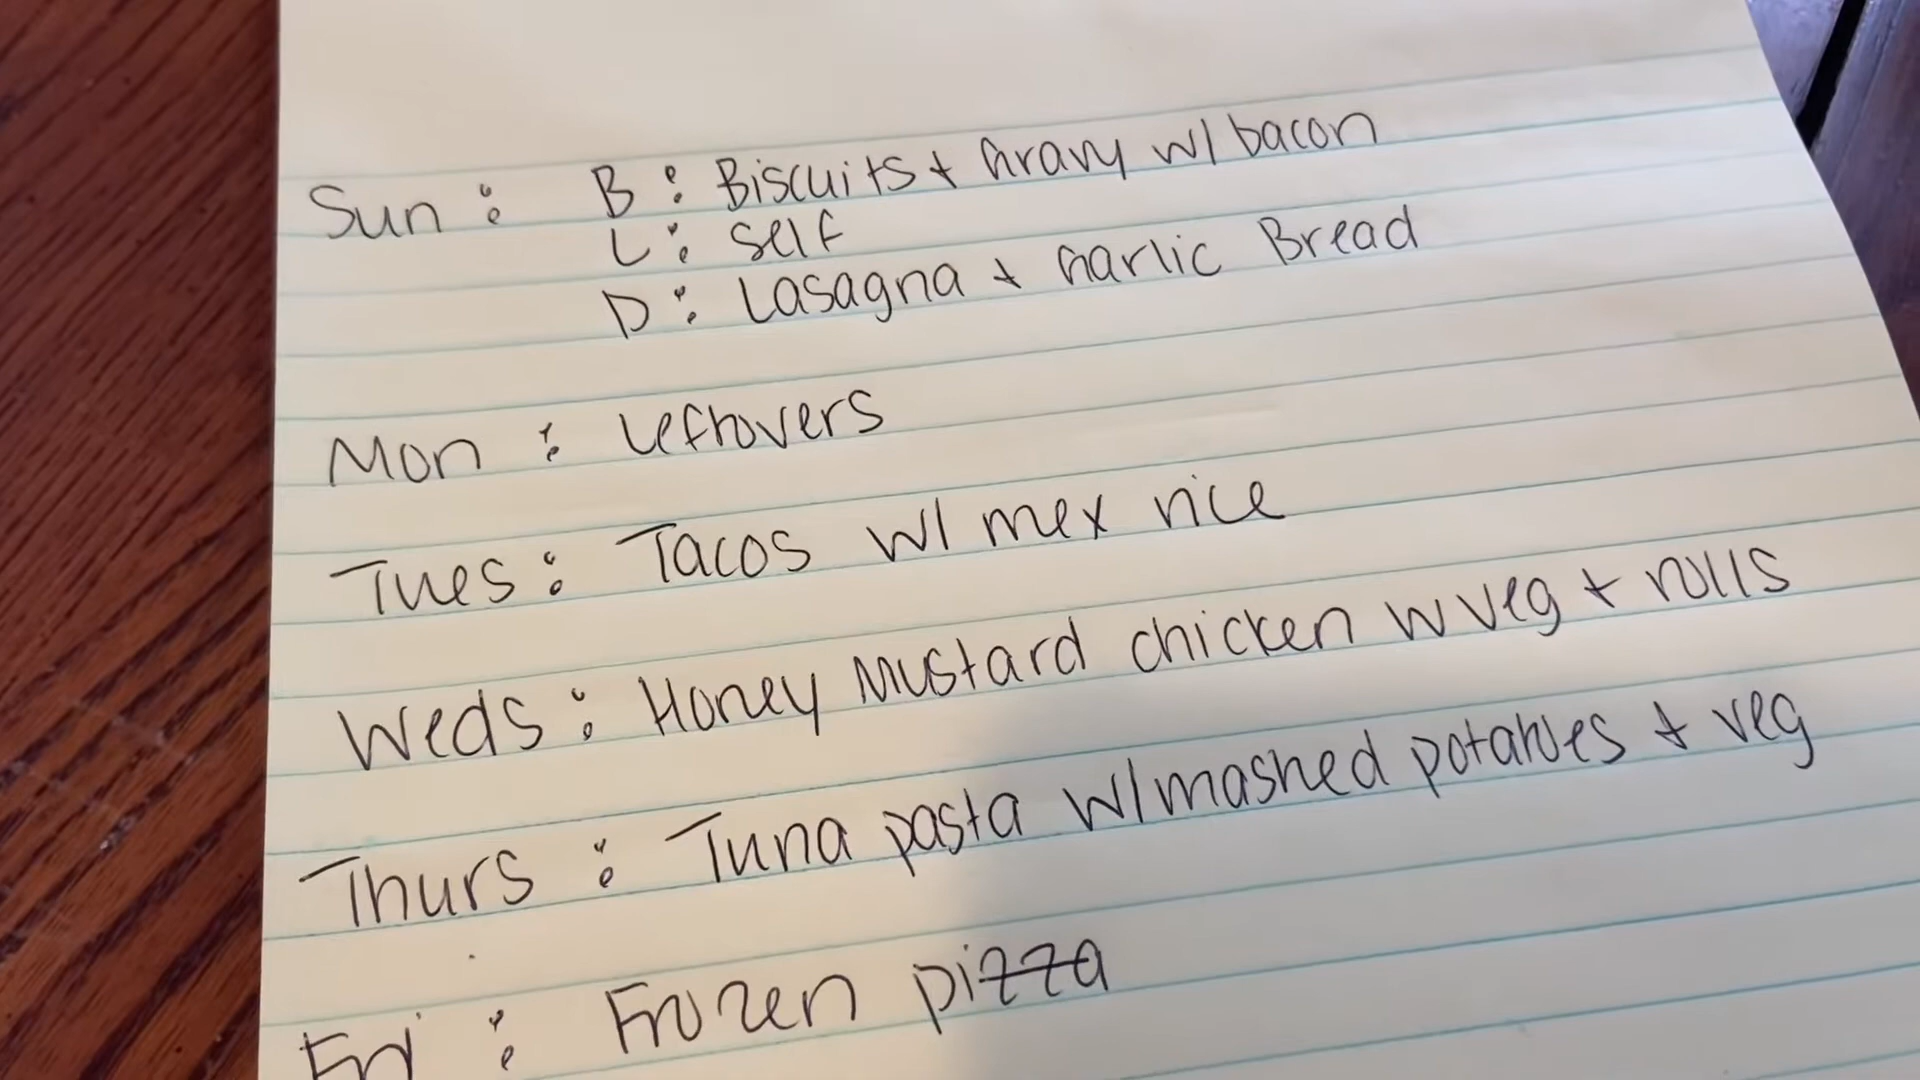 Sun : B : Biscuits + Gravy w/ bacon
L : self
D : Lasagna + Garlic Bread
Mon : Leftovers
Tues : Tacos w/ mex rice
Weds : Honey Mustard chicken w veg + rolls
Thurs : Tuna pasta w/ mashed potatoes + veg
Fri : Frozen pizza